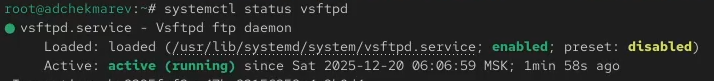 root@adchekmarev:~# systemctl status vsftpd
● vsftpd.service - Vsftpd ftp daemon
Loaded: loaded (/usr/lib/systemd/system/vsftpd.service; enabled; preset: disabled)
Active: active (running) since Sat 2025-12-20 06:06:59 MSK; 1min 58s ago